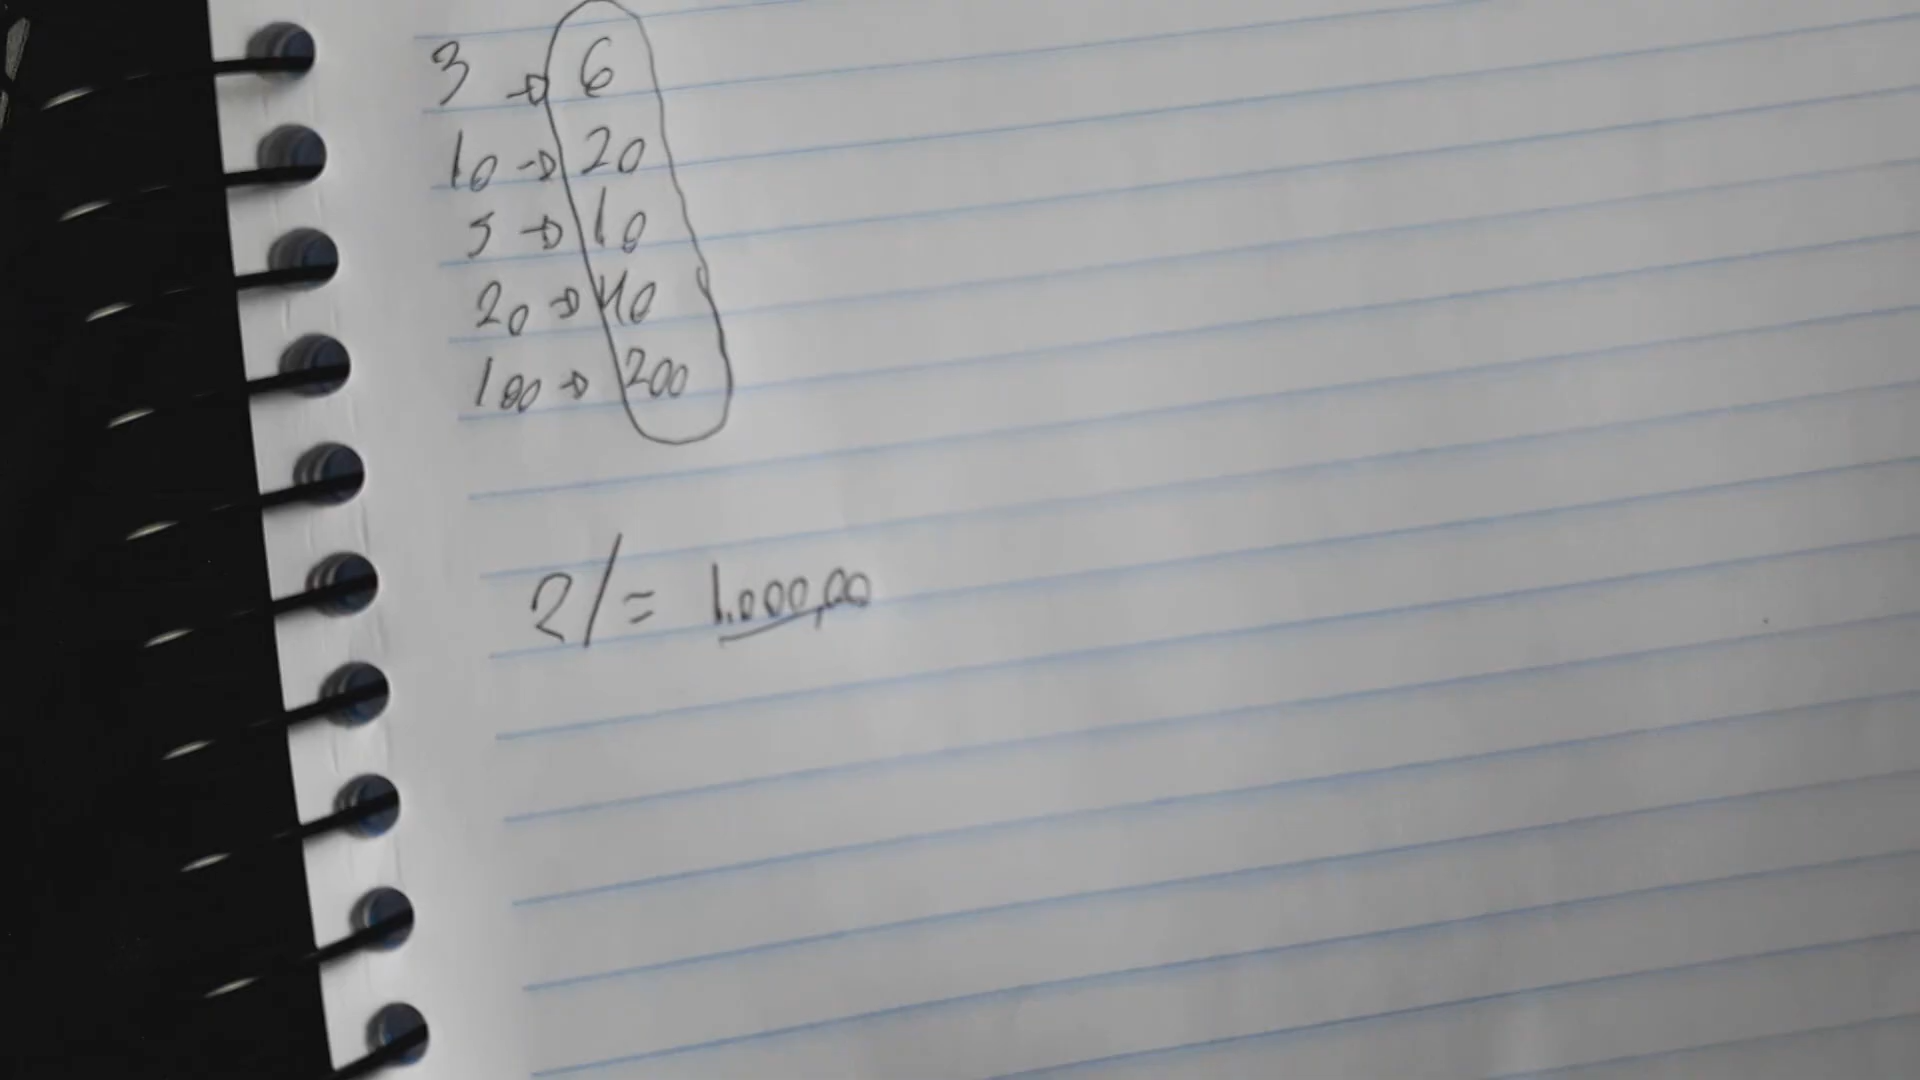 3 → 6
10 → 20
5 → 10
20 → 40
100 → 200
2/= 1.000,00